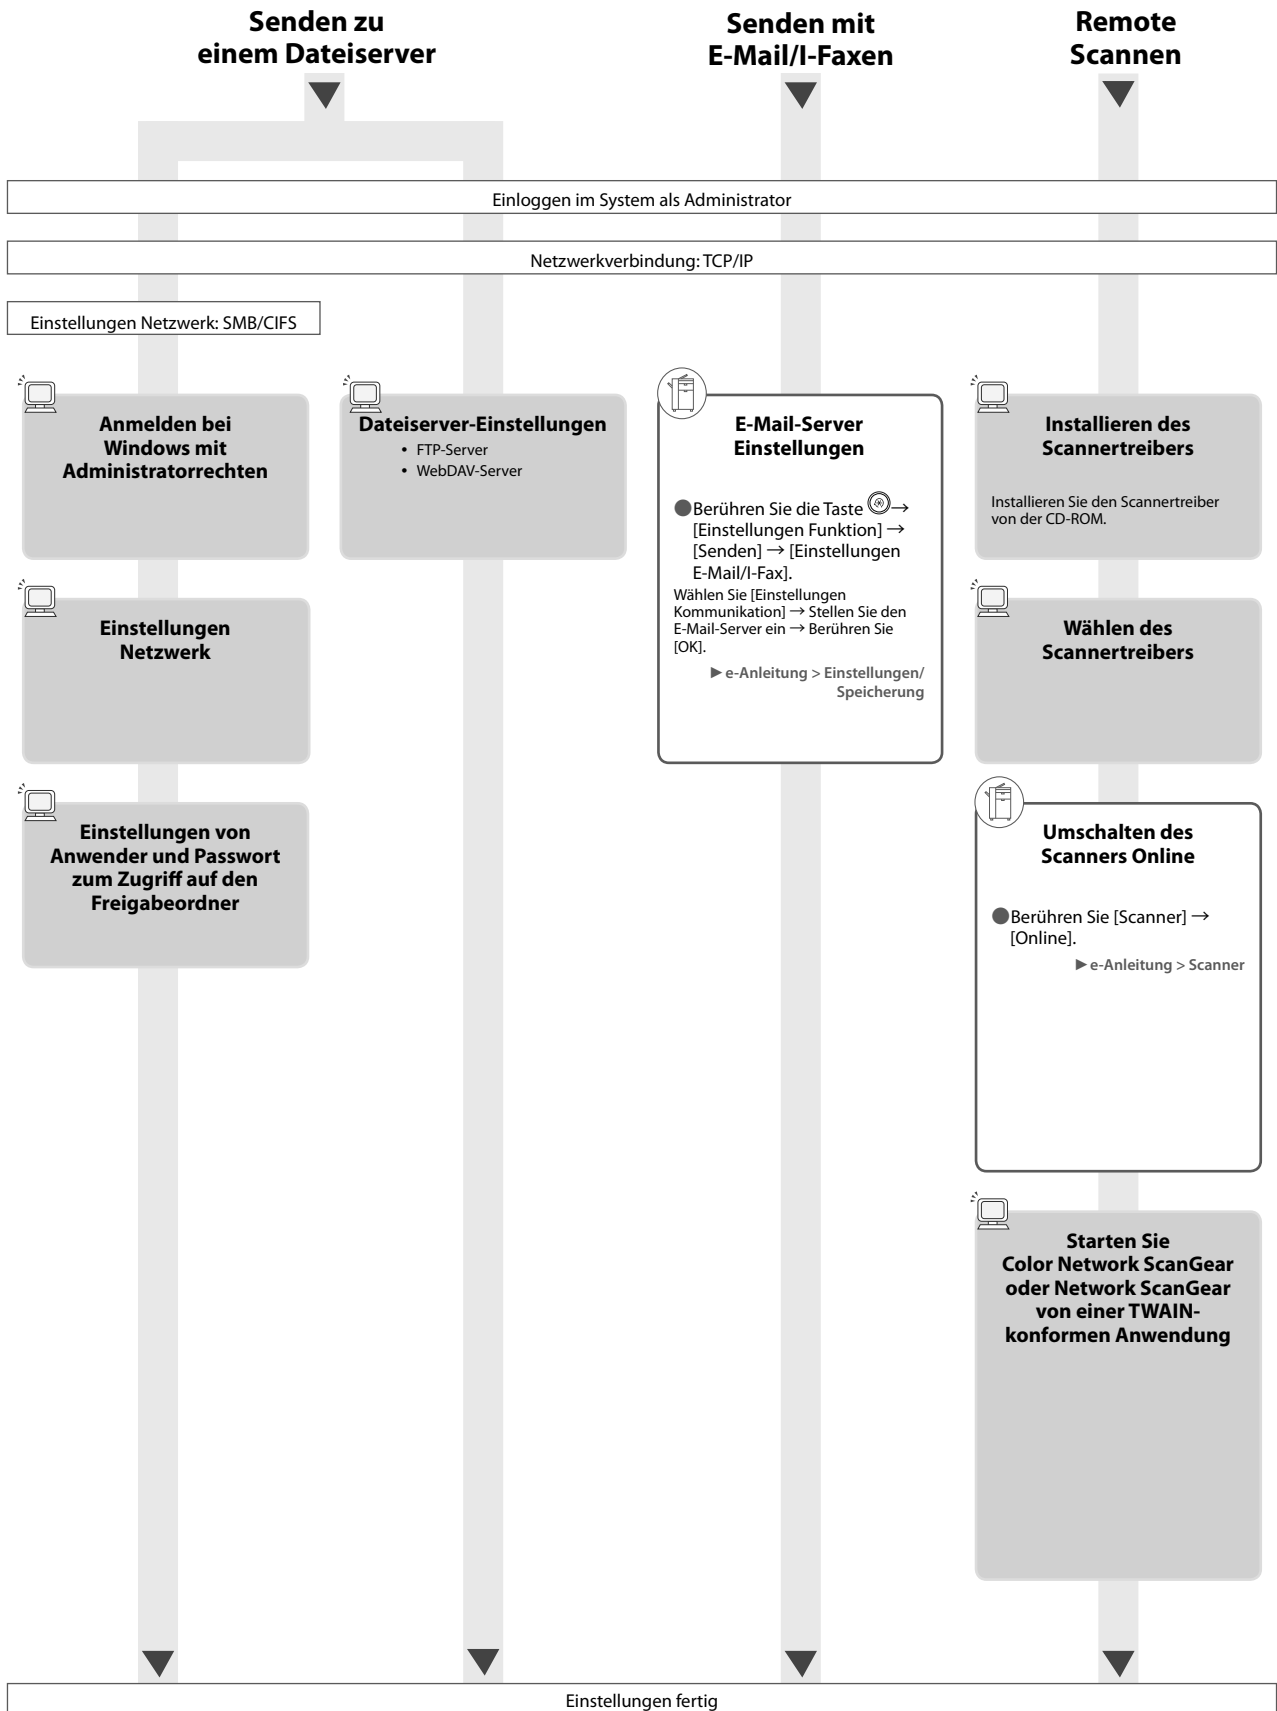 Senden zu
einem Dateiserver
Senden mit
E-Mail/I-Faxen
Remote
Scannen
Einloggen im System als Administrator
Netzwerkverbindung: TCP/IP
Einstellungen Netzwerk: SMB/CIFS
Anmelden bei
Windows mit
Administratorrechten
Einstellungen
Netzwerk
Einstellungen von
Anwender und Passwort
zum Zugriff auf den
Freigabeordner
Dateiserver-Einstellungen
• FTP-Server
• WebDAV-Server
E-Mail-Server
Einstellungen
●Berühren Sie die Taste →
[Einstellungen Funktion] →
[Senden] → [Einstellungen
E-Mail/I-Fax].
Wählen Sie [Einstellungen
Kommunikation] → Stellen Sie den
E-Mail-Server ein → Berühren Sie
[OK].
▶ e-Anleitung > Einstellungen/
Speicherung
Installieren des
Scannertreibers
Installieren Sie den Scannertreiber
von der CD-ROM.
Wählen des
Scannertreibers
Umschalten des
Scanners Online
●Berühren Sie [Scanner] →
[Online].
▶ e-Anleitung > Scanner
Starten Sie
Color Network ScanGear
oder Network ScanGear
von einer TWAIN-
konformen Anwendung
Einstellungen fertig